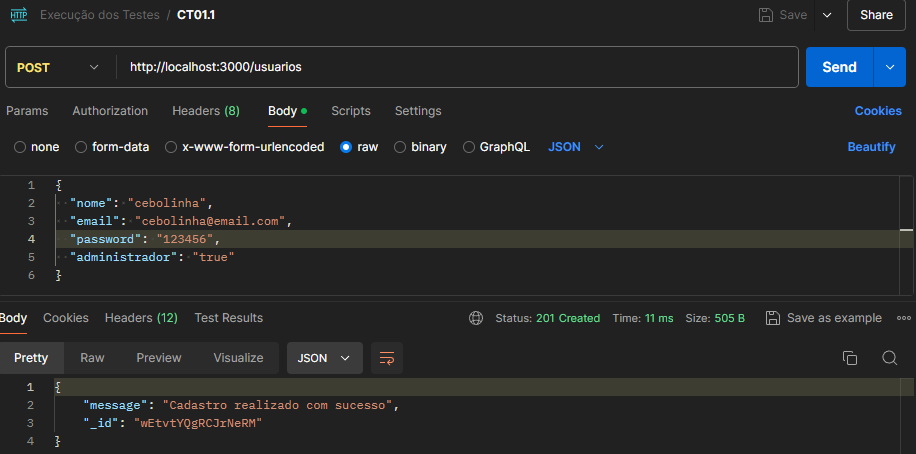 HTTP Execução dos Testes / CT01.1 Save Share
POST http://localhost:3000/usuarios Send
Params Authorization Headers (8) Body Scripts Settings Cookies
none form-data x-www-form-urlencoded raw binary GraphQL JSON Beautify
1 {
2 "nome": "cebolinha",
3 "email": "cebolinha@email.com",
4 "password": "123456",
5 "administrador": "true"
6 }
Body Cookies Headers (12) Test Results Status: 201 Created Time: 11 ms Size: 505 B Save as example
Pretty Raw Preview Visualize JSON
1 {
2 "message": "Cadastro realizado com sucesso",
3 "_id": "wEtvtYQgRCJrNeRM"
4 }